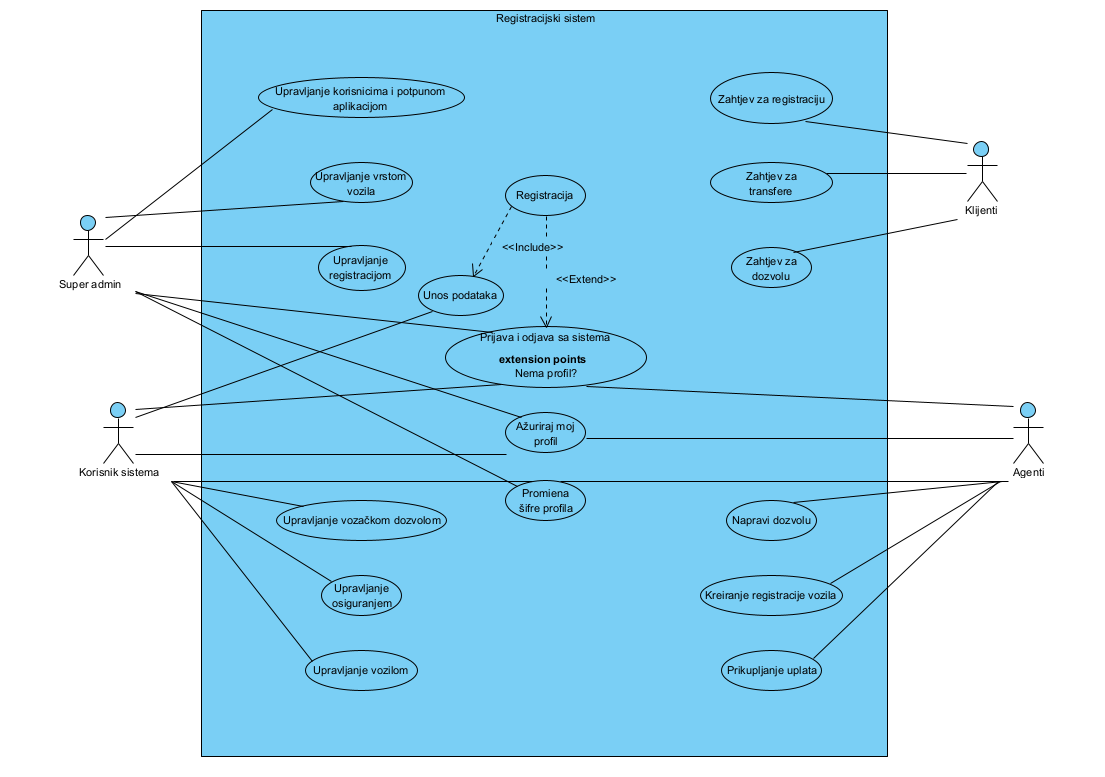 Registracijski sistem
Upravljanje korisnicima i potpunom
aplikacijom
Zahtjev za registraciju
Upravljanje vrstom
vozila
Registracija
Zahtjev za
transfere
Klijenti
<<Include>>
Upravljanje
registracijom
Zahtjev za
dozvolu
<<Extend>>
Super admin
Unos podataka
Prijava i odjava sa sistema
extension points
Nema profil?
Ažuriraj moj
profil
Korisnik sistema
Agenti
Promjena
šifre profila
Upravljanje vozačkom dozvolom
Napravi dozvolu
Upravljanje
osiguranjem
Kreiranje registracije vozila
Upravljanje vozilom
Prikupljanje uplata